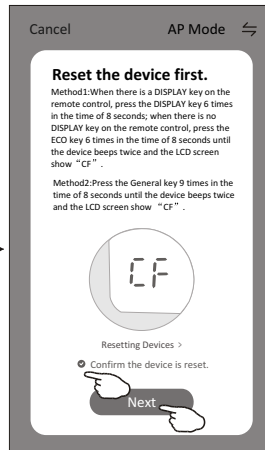 Cancel AP Mode
Reset the device first.
Method1:When there is a DISPLAY key on the
remote control, press the DISPLAY key 6 times
in the time of 8 seconds; when there is no
DISPLAY key on the remote control, press the
ECO key 6 times in the time of 8 seconds until
the device beeps twice and the LCD screen
show “CF”.
Method2:Press the General key 9 times in the
time of 8 seconds until the device beeps twice
and the LCD screen show “CF”.
CF
Resetting Devices >
Confirm the device is reset.
Next